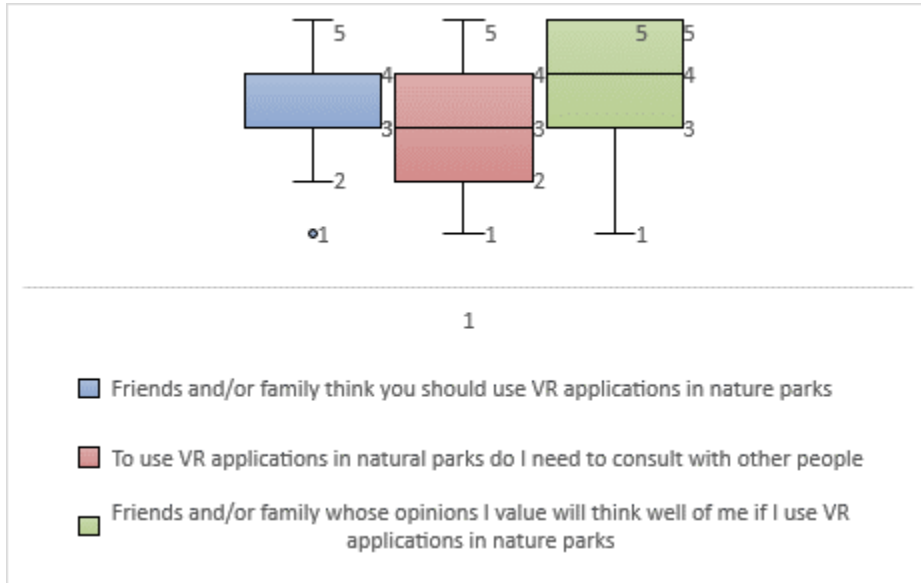 5 5 5 5
4 4 4
3 3 3
2 2
1 1 1
1
Friends and/or family think you should use VR applications in nature parks
To use VR applications in natural parks do I need to consult with other people
Friends and/or family whose opinions I value will think well of me if I use VR
applications in nature parks